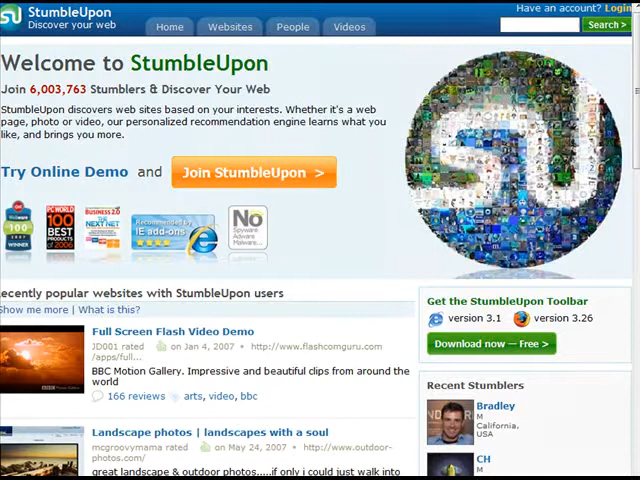 StumbleUpon
Discover your web
Home
Websites
People
Videos
Have an account? Login
Search >
Welcome to StumbleUpon
Join 6,003,763 Stumblers & Discover Your Web
StumbleUpon discovers web sites based on your interests. Whether it's a web
page, photo or video, our personalized recommendation engine learns what you
like, and brings you more.
Try Online Demo and
Join StumbleUpon >
100
WINNER
PC WORLD
100
BEST
PRODUCTS
OF 2006
BUSINESS 2.0
THE
NEXT NET
Recommended by
IE add-ons
No
Spyware
Adware
Malware...
ecently popular websites with StumbleUpon users
Show me more | What is this?
Full Screen Flash Video Demo
JD001 rated on Jan 4, 2007 • http://www.flashcomguru.com
/apps/full...
BBC Motion Gallery. Impressive and beautiful clips from around the
world
166 reviews arts, video, bbc
Landscape photos | landscapes with a soul
mcgroovymama rated on May 24, 2007 • http://www.outdoor-
photos.com/
great landscape & outdoor photos.....if only i could just walk into
Get the StumbleUpon Toolbar
version 3.1 version 3.26
Download now — Free >
Recent Stumblers
Bradley
M
California,
USA
CH
M